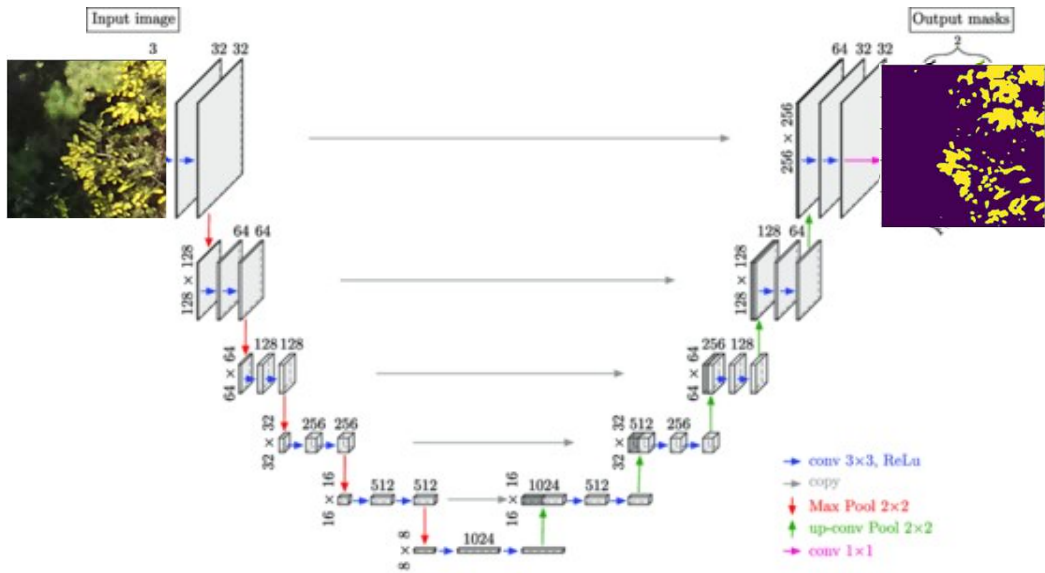 Input image
Output masks
3
32 32
64 32 32
2
256 × 256
128 × 128
64 64
128 × 128
128 64
64 × 64
128 128
64 × 64
256 128
32 × 32
256 256
32 × 32
512 256
16 × 16
512 512
16 × 16
1024 512
8 × 8
1024
conv 3×3, ReLu
copy
Max Pool 2×2
up-conv Pool 2×2
conv 1×1